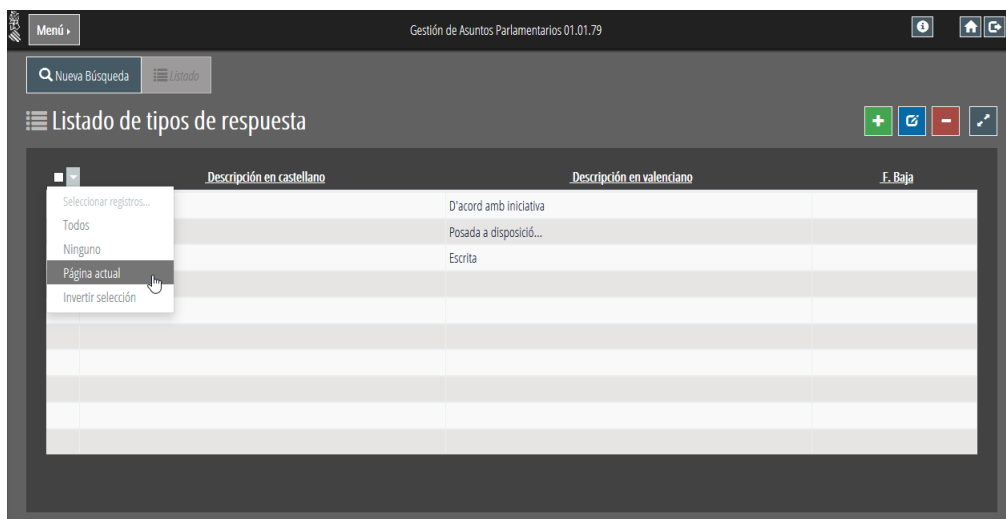 Menú
Gestión de Asuntos Parlamentarios 01.01.79
Nueva Búsqueda
Listado
Listado de tipos de respuesta
Descripción en castellano
Descripción en valenciano
F. Baja
Seleccionar registros...
Todos
Ninguno
Página actual
Invertir selección
D'acord amb iniciativa
Posada a disposició...
Escrita